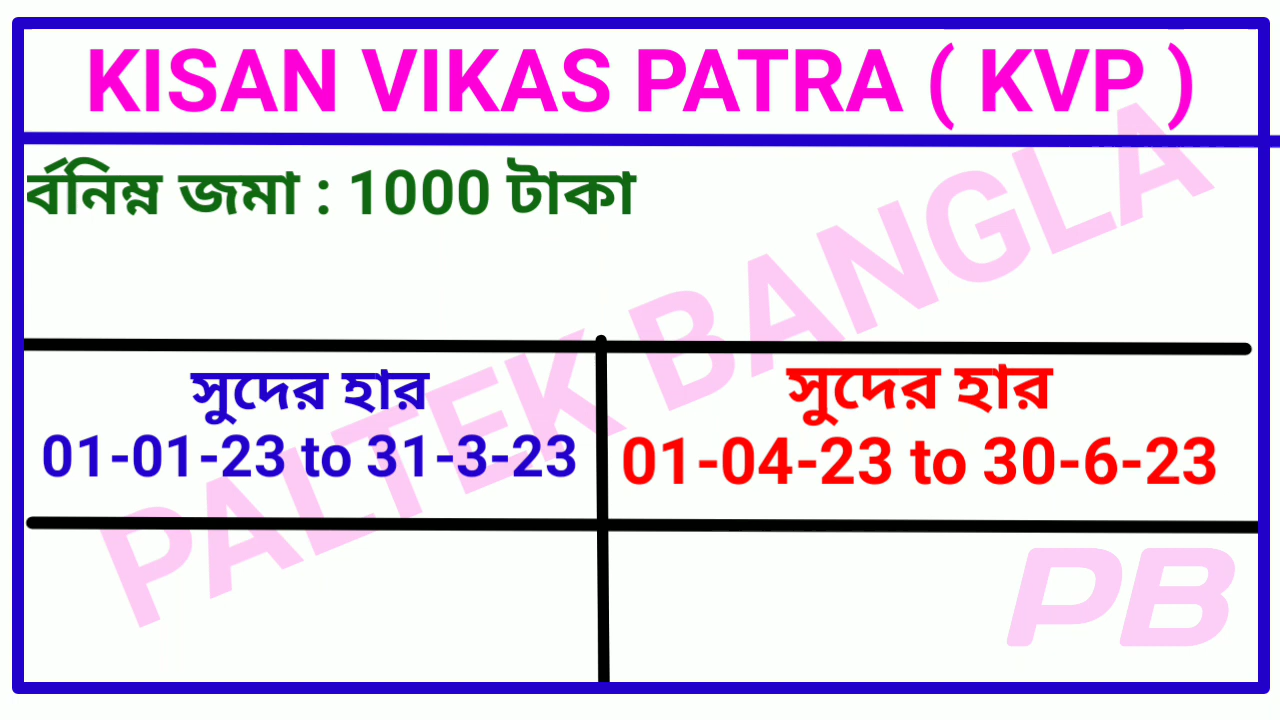 KISAN VIKAS PATRA ( KVP )
র্বনিম্ন জমা : 1000 টাকা
সুদের হার
01-01-23 to 31-3-23
সুদের হার
01-04-23 to 30-6-23
PALTEK BANGLA
PB